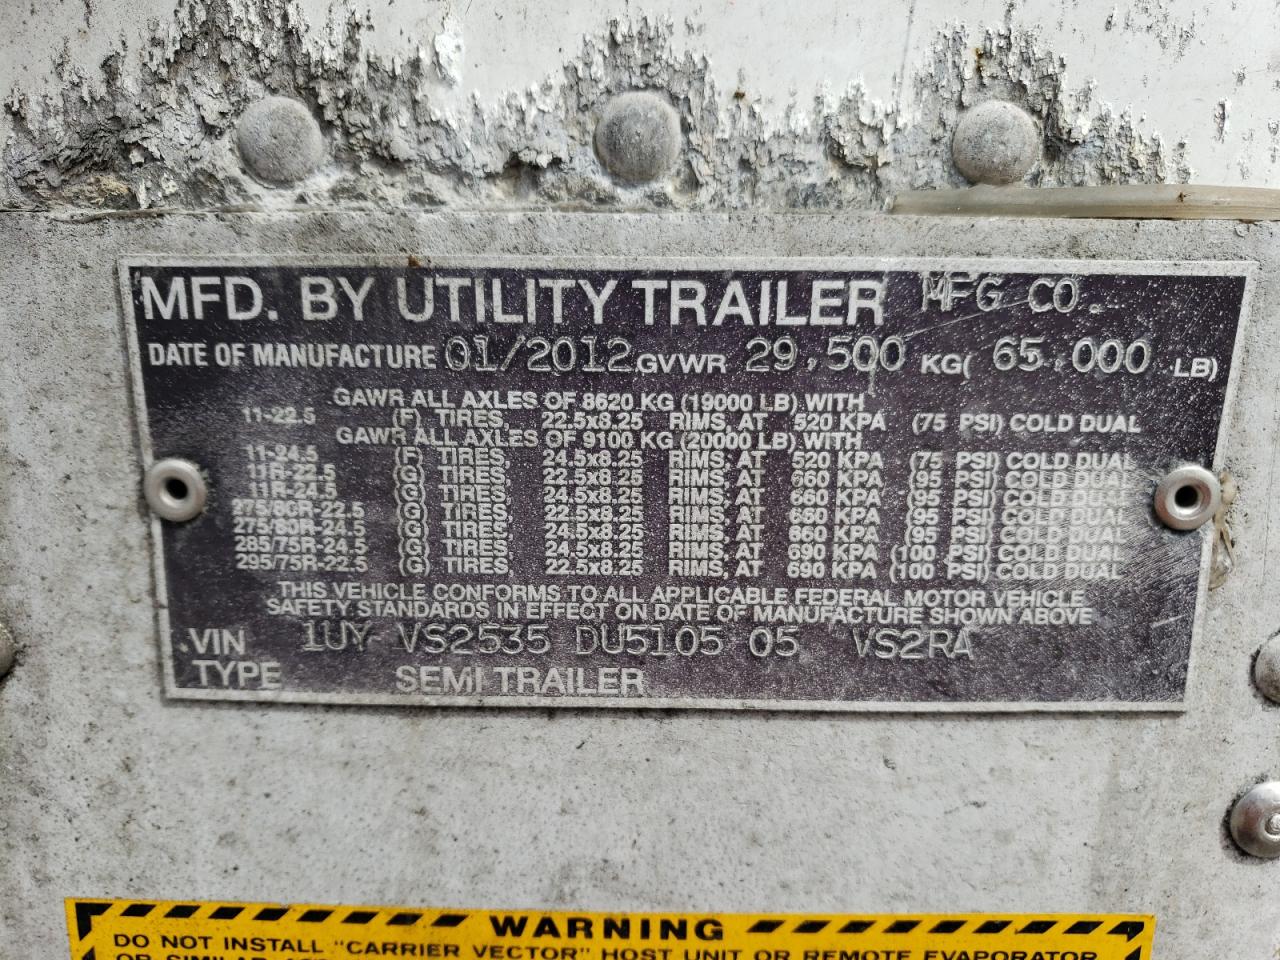 MFD. BY UTILITY TRAILER MFG CO.
DATE OF MANUFACTURE 01/2012 GVWR 29,500 KG( 65,000 LB)
GAWR ALL AXLES OF 8620 KG (19000 LB) WITH
11-22.5 (F) TIRES, 22.5x8.25 RIMS, AT 520 KPA (75 PSI) COLD DUAL
GAWR ALL AXLES OF 9100 KG (20000 LB) WITH
11-24.5 (F) TIRES, 24.5x8.25 RIMS, AT 520 KPA (75 PSI) COLD DUAL
11R-22.5 (G) TIRES, 22.5x8.25 RIMS, AT 660 KPA (95 PSI) COLD DUAL
11R-24.5 (G) TIRES, 24.5x8.25 RIMS, AT 660 KPA (95 PSI) COLD DUAL
275/80R-22.5 (G) TIRES, 22.5x8.25 RIMS, AT 660 KPA (95 PSI) COLD DUAL
275/80R-24.5 (G) TIRES, 24.5x8.25 RIMS, AT 660 KPA (95 PSI) COLD DUAL
285/75R-24.5 (G) TIRES, 24.5x8.25 RIMS, AT 690 KPA (100 PSI) COLD DUAL
295/75R-22.5 (G) TIRES, 22.5x8.25 RIMS, AT 690 KPA (100 PSI) COLD DUAL
THIS VEHICLE CONFORMS TO ALL APPLICABLE FEDERAL MOTOR VEHICLE
SAFETY STANDARDS IN EFFECT ON DATE OF MANUFACTURE SHOWN ABOVE
VIN 1UY VS2535 DU5105 05 VS2RA
TYPE SEMI TRAILER
WARNING
DO NOT INSTALL "CARRIER VECTOR" HOST UNIT OR REMOTE EVAPORATOR
OR SIMILAR